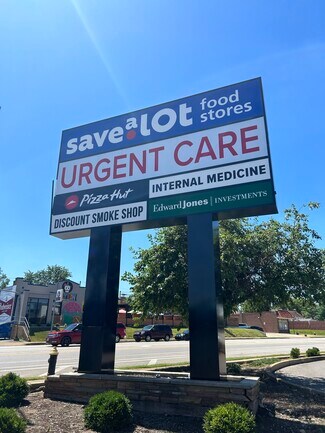 save a lot food
stores
URGENT CARE
Pizza Hut
INTERNAL MEDICINE
DISCOUNT SMOKE SHOP
Edward Jones | INVESTMENTS